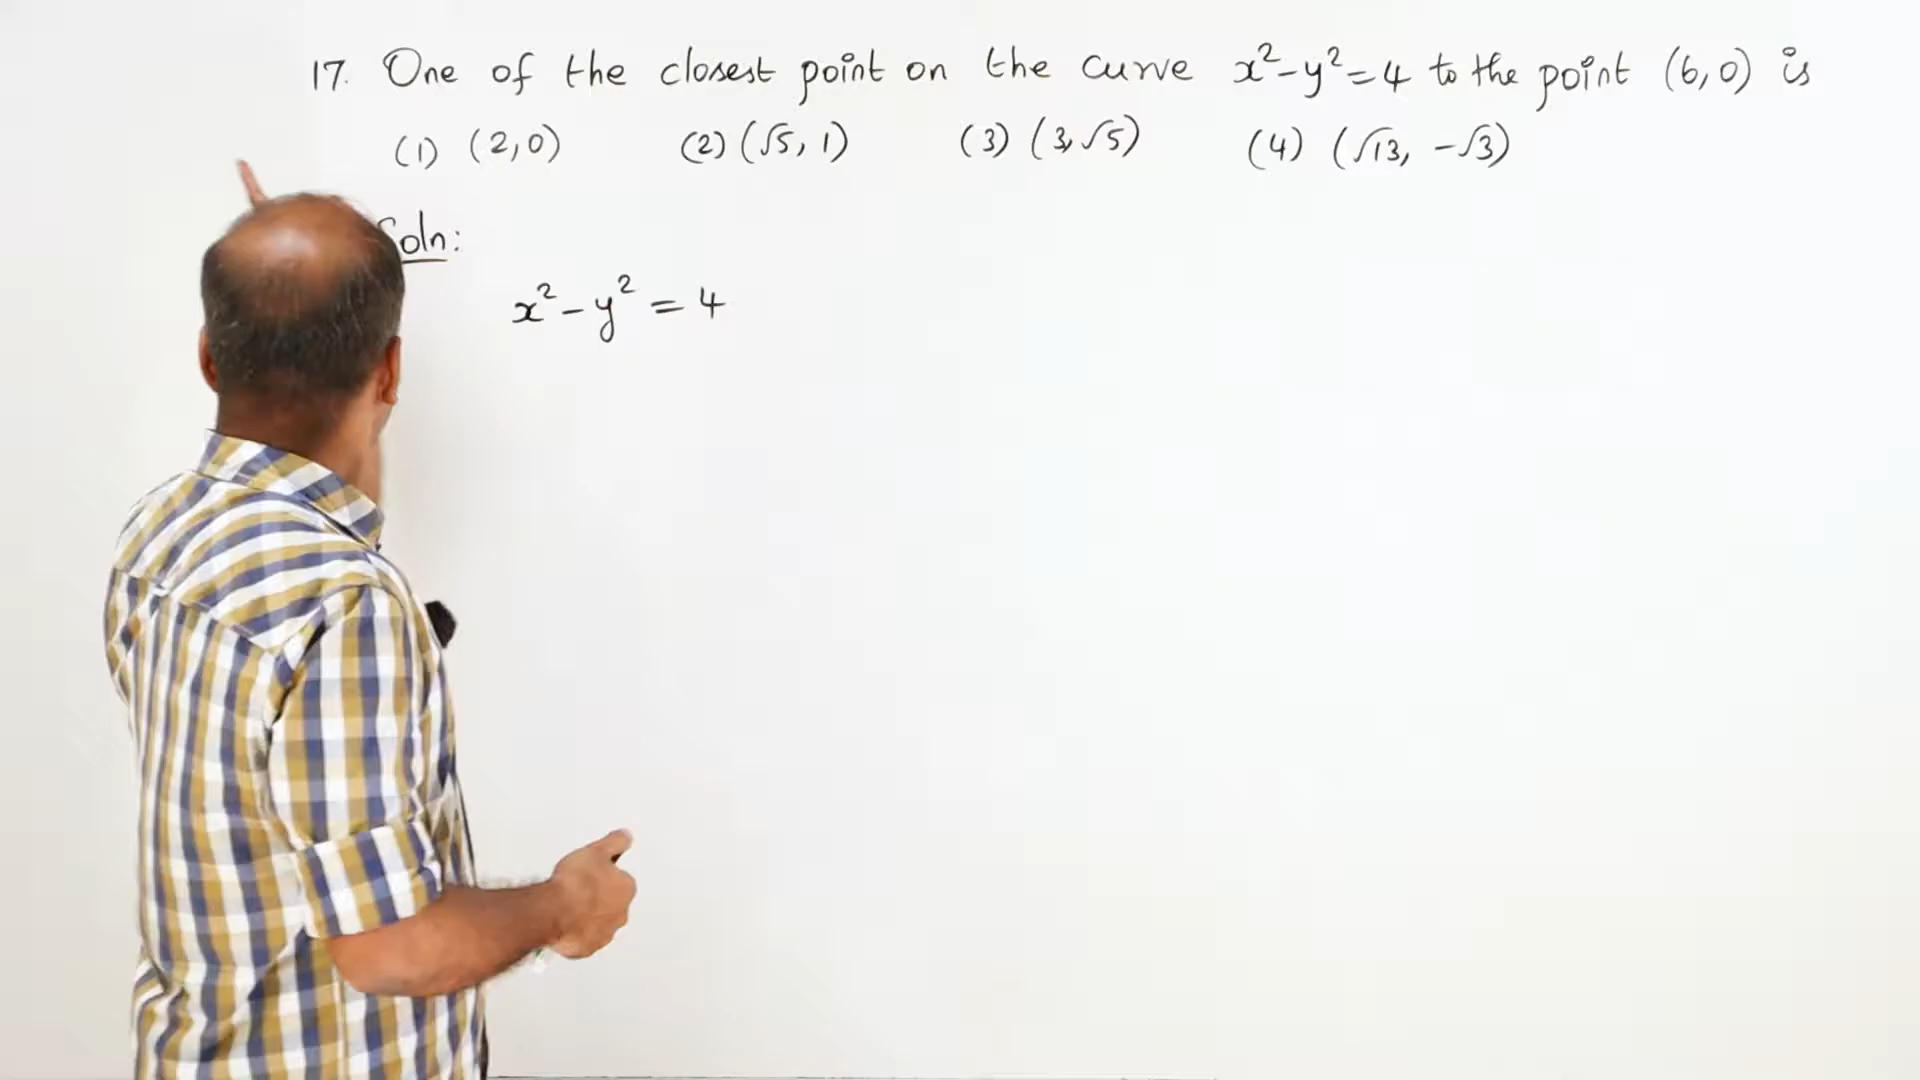 17. One of the closest point on the curve x²-y²=4 to the point (6,0) is
(1) (2,0) (2) (√5, 1) (3) (3,√5) (4) (√13, -√3)
Soln:
x²-y² = 4